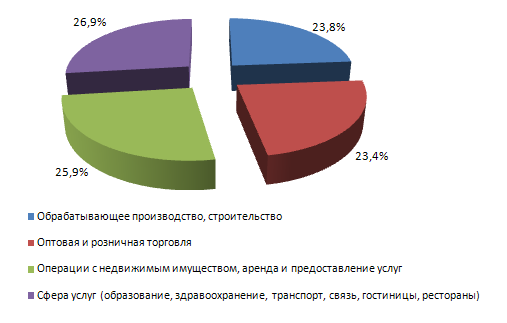 26,9%
23,8%
25,9%
23,4%
Обрабатывающее производство, строительство
Оптовая и розничная торговля
Операции с недвижимым имуществом, аренда и предоставление услуг
Сфера услуг (образование, здравоохранение, транспорт, связь, гостиницы, рестораны)